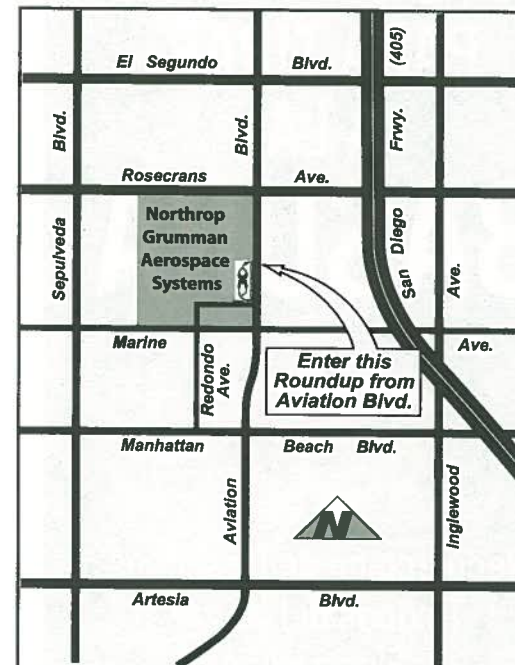 El Segundo Blvd.
(405)
Blvd.
Blvd.
Frwy.
Rosecrans Ave.
Northrop
Grumman
Aerospace
Systems
Sepulveda
San Diego
Ave.
Marine Ave.
Redondo
Ave.
Enter this
Roundup from
Aviation Blvd.
Manhattan Beach Blvd.
Aviation
N
Inglewood
Artesia Blvd.